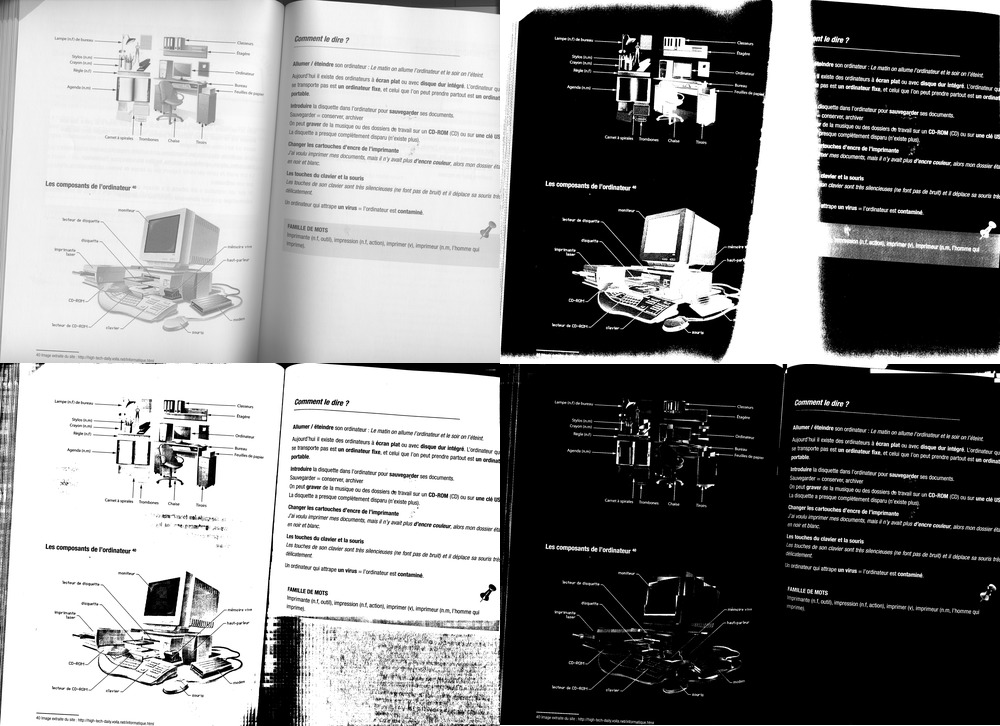 Lampe (n.f) de bureau
Classeurs
Étagère
Stylos (n.m)
Crayon (n.m)
Règle (n.f)
Ordinateur
Agenda (n.m)
Bureau
Feuilles de papier
Carnet à spirales
Trombones
Chaise
Tiroirs
Les composants de l'ordinateur 40
moniteur
lecteur de disquette
disquette
mémoire vive
imprimante laser
haut-parleur
CD-ROM
modem
lecteur de CD-ROM
clavier
souris
40 Image extraite du site : http://high-tech-daily.voila.net/informatique.html
Comment le dire ?
Allumer / éteindre son ordinateur : Le matin on allume l'ordinateur et le soir on l'éteint.
Aujourd'hui il existe des ordinateurs à écran plat ou avec disque dur intégré. L'ordinateur
se transporte pas est un ordinateur fixe, et celui que l'on peut prendre partout est un
portable.
Introduire la disquette dans l'ordinateur pour sauvegarder ses documents.
Sauvegarder = conserver, archiver
On peut graver de la musique ou des dossiers de travail sur un CD-ROM (CD) ou sur une clé
La disquette a presque complètement disparu (n'existe plus).
Changer les cartouches d'encre de l'imprimante
J'ai voulu imprimer mes documents, mais il n'y avait plus d'encre couleur, alors mon dossier
en noir et blanc.
Les touches du clavier et la souris
Les touches de son clavier sont très silencieuses (ne font pas de bruit) et il déplace sa souris
délicatement.
Un ordinateur qui attrape un virus = l'ordinateur est contaminé.
FAMILLE DE MOTS
Imprimante (n.f, outil), impression (n.f, action), imprimer (v), imprimeur (n.m, l'homme qui
imprime).